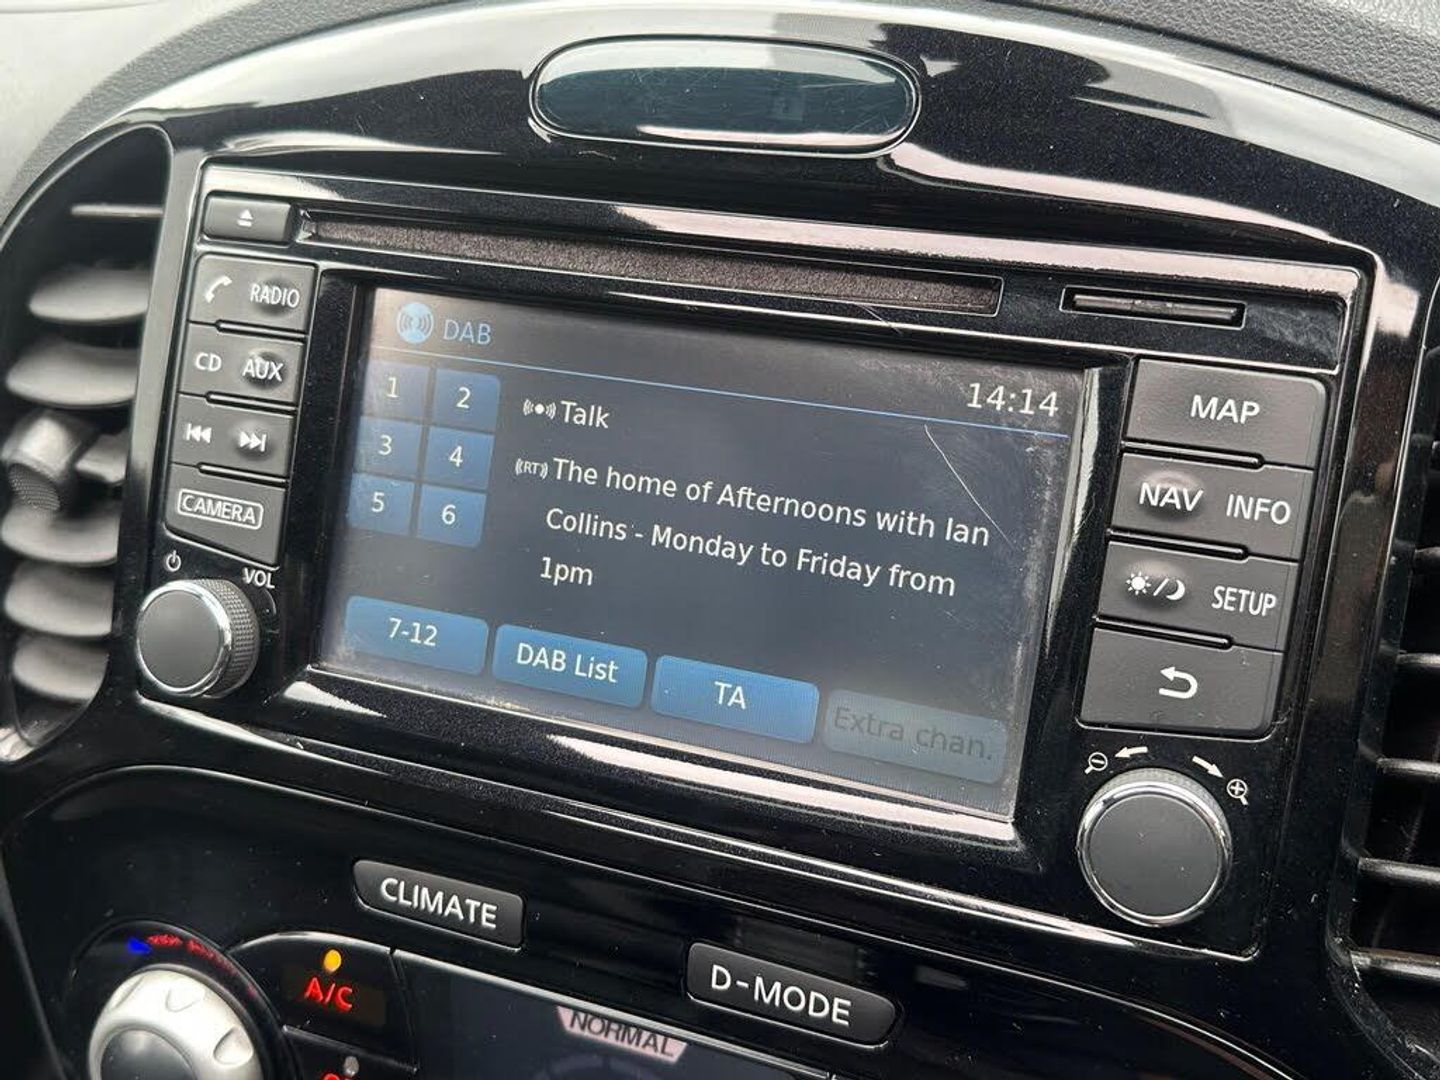 RADIO
CD AUX
CAMERA
VOL
DAB
14:14
1 2
3 4
5 6
Talk
(RT) The home of Afternoons with Ian
Collins - Monday to Friday from
1pm
7-12
DAB List
TA
Extra chan.
MAP
NAV INFO
SETUP
CLIMATE
D-MODE
A/C
NORMAL